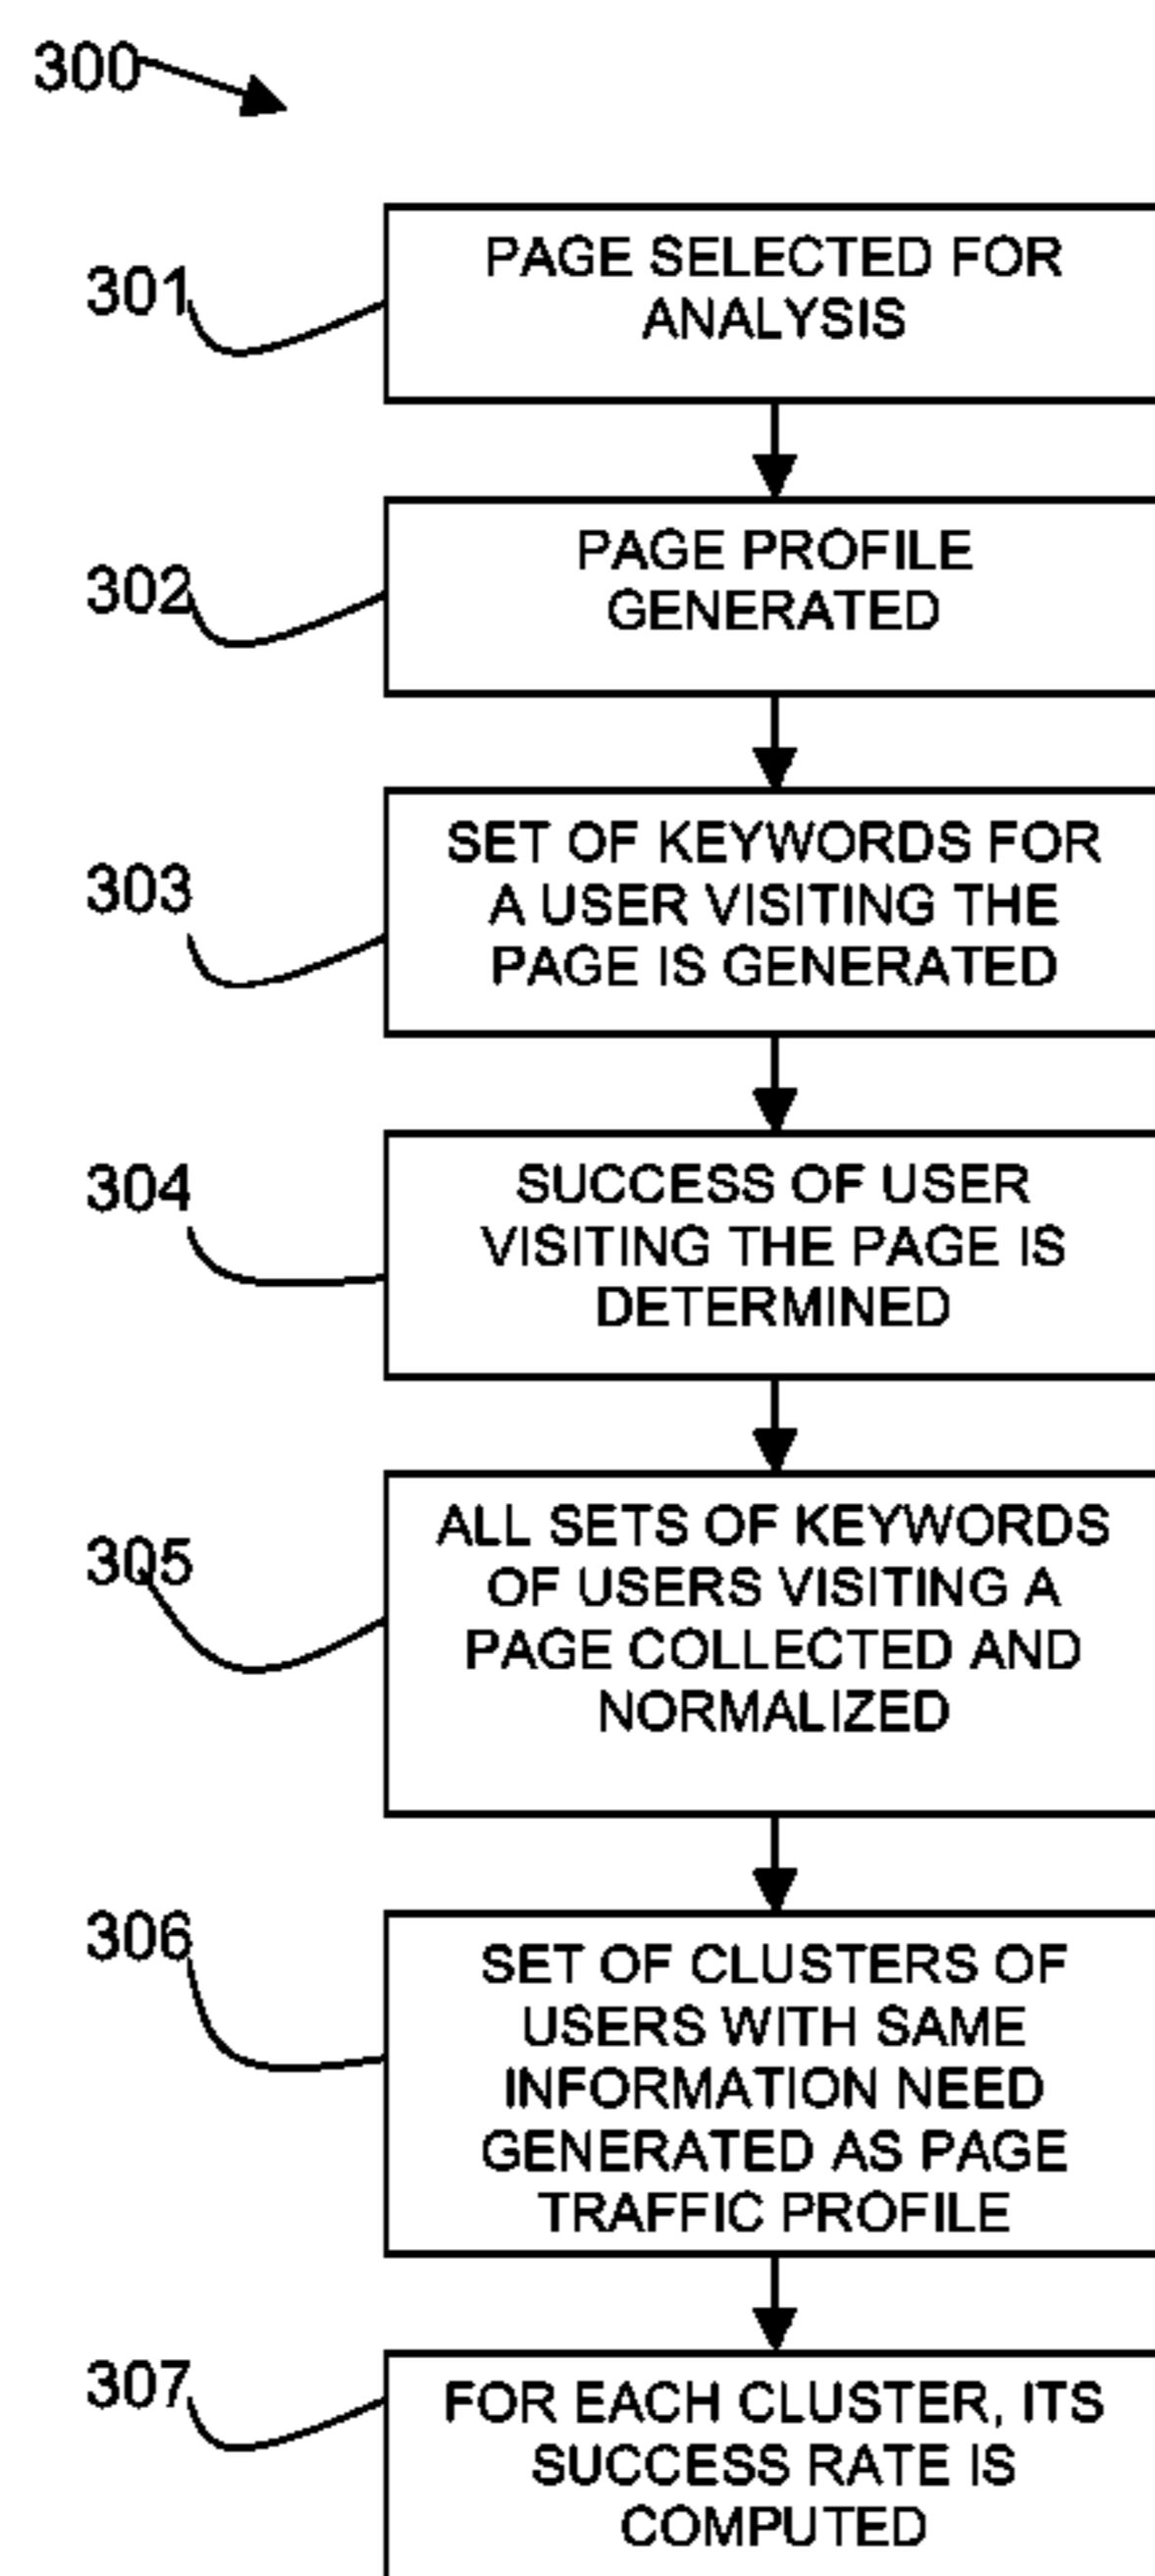 300
301
PAGE SELECTED FOR
ANALYSIS
302
PAGE PROFILE
GENERATED
303
SET OF KEYWORDS FOR
A USER VISITING THE
PAGE IS GENERATED
304
SUCCESS OF USER
VISITING THE PAGE IS
DETERMINED
305
ALL SETS OF KEYWORDS
OF USERS VISITING A
PAGE COLLECTED AND
NORMALIZED
306
SET OF CLUSTERS OF
USERS WITH SAME
INFORMATION NEED
GENERATED AS PAGE
TRAFFIC PROFILE
307
FOR EACH CLUSTER, ITS
SUCCESS RATE IS
COMPUTED